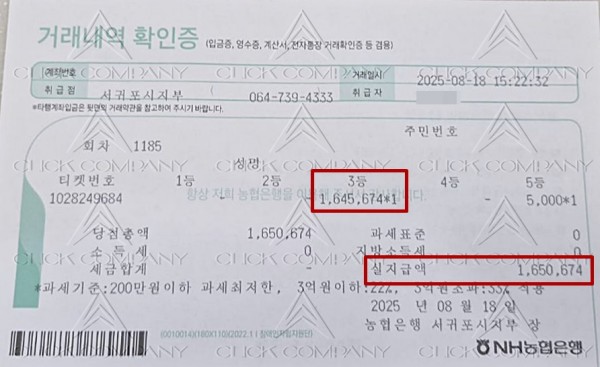 거래내역 확인증 (입금증, 영수증, 계산서, 전자통장 거래확인증 등 겸용)
계좌번호 거래일시 2025-08-18 15:22:32
취급점 서귀포시지부 064-739-4333 취급자
*타행계좌입금은 뒷면의 거래약관을 참고하여 주시기 바랍니다.
주민번호
회차 1185
성명
티켓번호 1등 2등 3등 4등 5등
항상 저희 농협은행을
1028249684 - - 1,645,674*1 - 5,000*1
당첨총액 1,650,674 과세표준 0
소득세 0 지방소득세 0
세금합계 - 실지급액 1,650,674
*과세기준:200만원이하 과세최저한, 3억원이하:22%, 3억원초과:33% 적용
2025 년 08 월 18 일
농협은행 서귀포시지부 장
NH농협은행
CLICK COMPANY